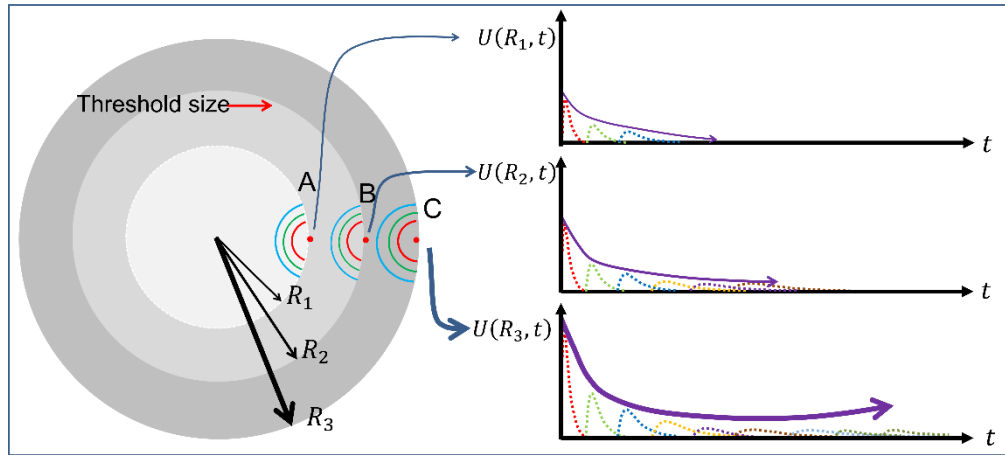 Threshold size
A
B
C
R₁
R₂
R₃
U(R₁, t)
t
U(R₂, t)
t
U(R₃, t)
t